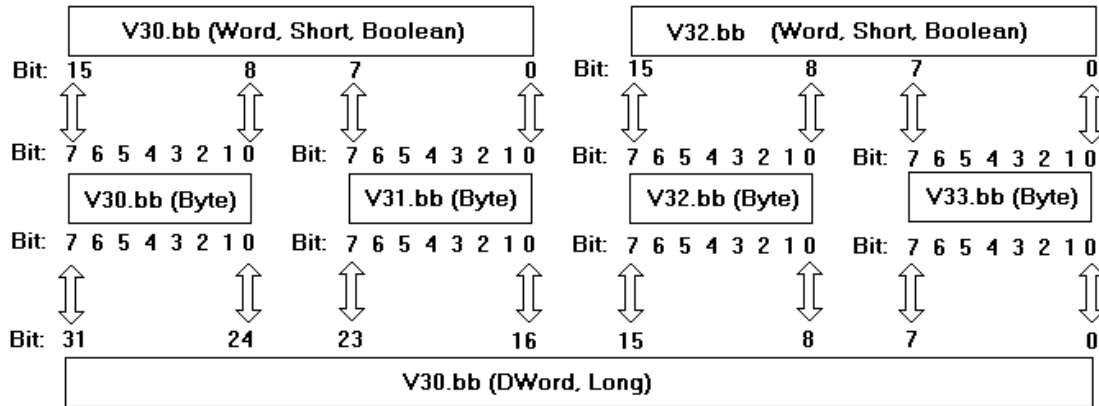 V30.bb (Word, Short, Boolean) V32.bb (Word, Short, Boolean)
Bit: 15 8 7 0 Bit: 15 8 7 0
Bit: 7 6 5 4 3 2 1 0 Bit: 7 6 5 4 3 2 1 0 Bit: 7 6 5 4 3 2 1 0 Bit: 7 6 5 4 3 2 1 0
V30.bb (Byte) V31.bb (Byte) V32.bb (Byte) V33.bb (Byte)
Bit: 7 6 5 4 3 2 1 0 Bit: 7 6 5 4 3 2 1 0 Bit: 7 6 5 4 3 2 1 0 Bit: 7 6 5 4 3 2 1 0
Bit: 31 24 23 16 15 8 7 0
V30.bb (DWord, Long)